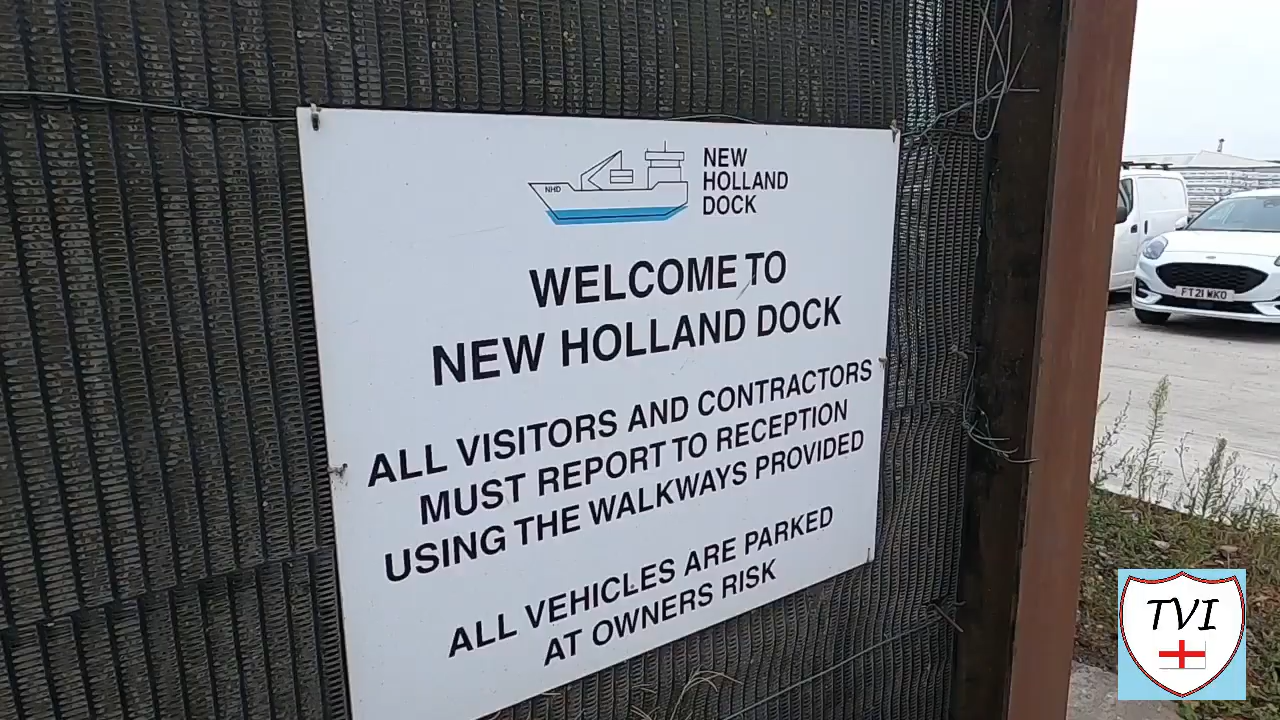 NHD
NEW
HOLLAND
DOCK
WELCOME TO
NEW HOLLAND DOCK
ALL VISITORS AND CONTRACTORS
MUST REPORT TO RECEPTION
USING THE WALKWAYS PROVIDED
ALL VEHICLES ARE PARKED
AT OWNERS RISK
FT21 WKO
TVI